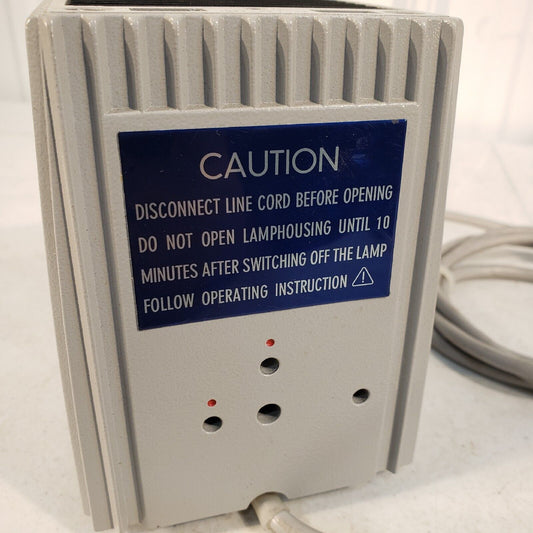 CAUTION
DISCONNECT LINE CORD BEFORE OPENING
DO NOT OPEN LAMPHOUSING UNTIL 10
MINUTES AFTER SWITCHING OFF THE LAMP
FOLLOW OPERATING INSTRUCTION ⚠